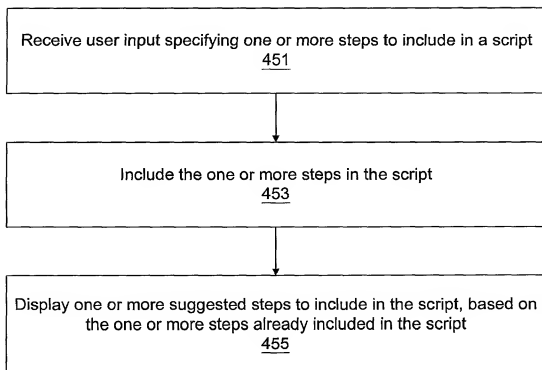 Receive user input specifying one or more steps to include in a script
451
Include the one or more steps in the script
453
Display one or more suggested steps to include in the script, based on
the one or more steps already included in the script
455